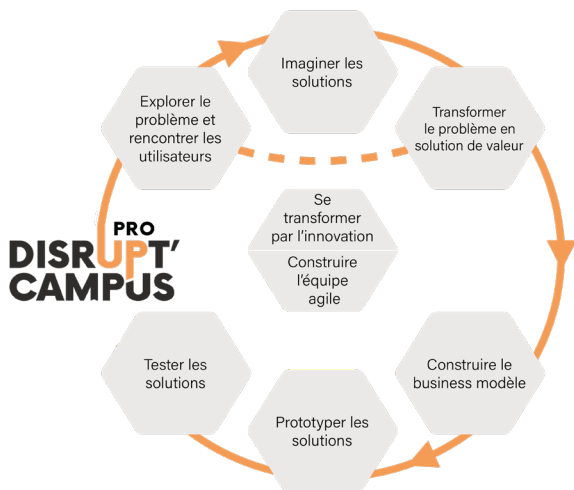 Imaginer les
solutions
Explorer le
problème et
rencontrer les
utilisateurs
Transformer
le problème en
solution de valeur
Se
transformer
par l'innovation
Construire
l'équipe
agile
PRO
DISRUPT'
CAMPUS
Tester les
solutions
Construire le
business modèle
Prototyper les
solutions